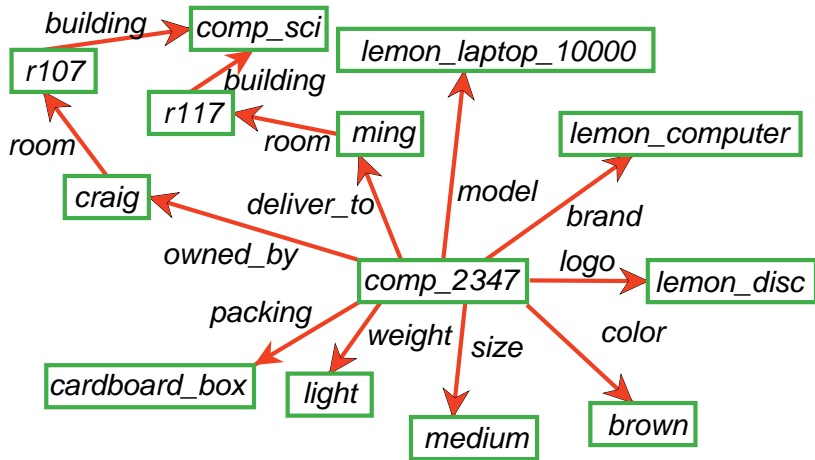 building
comp_sci
lemon_laptop_10000
r107
building
r117
ming
lemon_computer
room
room
craig
deliver_to
model
brand
owned_by
comp_2347
logo
lemon_disc
packing
weight
size
color
cardboard_box
light
medium
brown